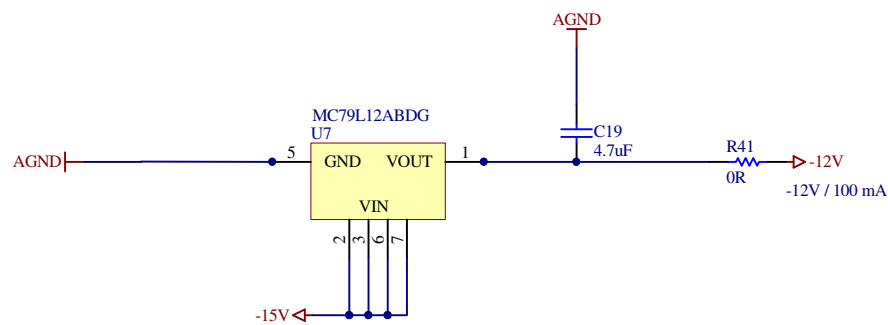 AGND
MC79L12ABDG
U7
C19
4.7uF
AGND
5
GND
VOUT
1
R41
0R
-12V
-12V / 100 mA
VIN
2
3
6
7
-15V